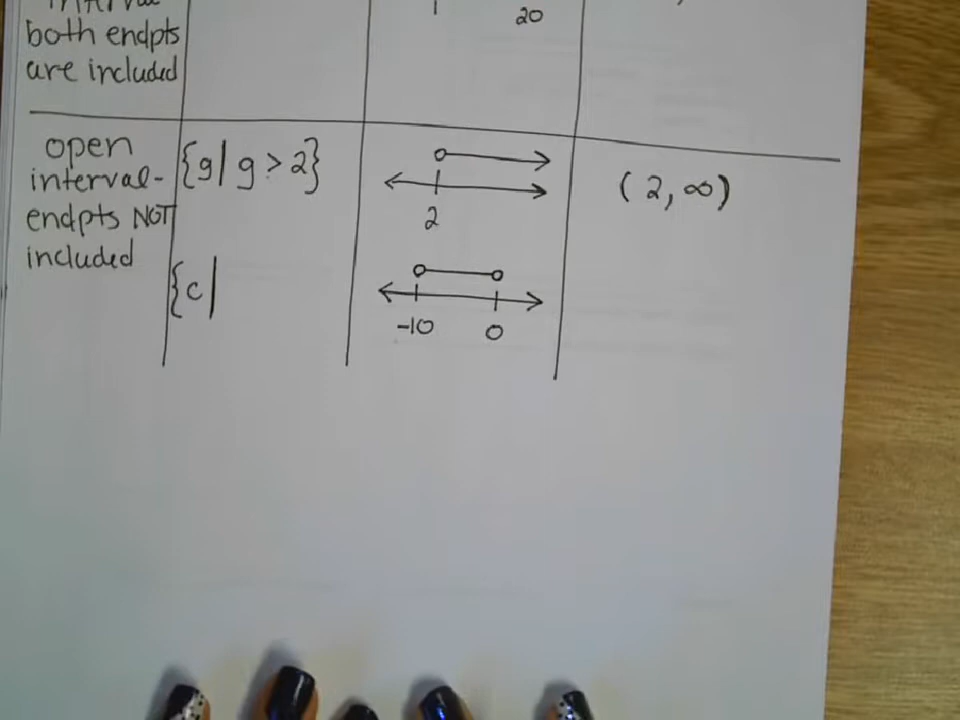 both endpts
are included
20
open
interval-
endpts NOT
included
{g| g > 2}
2
(2, ∞)
{c|
-10 0